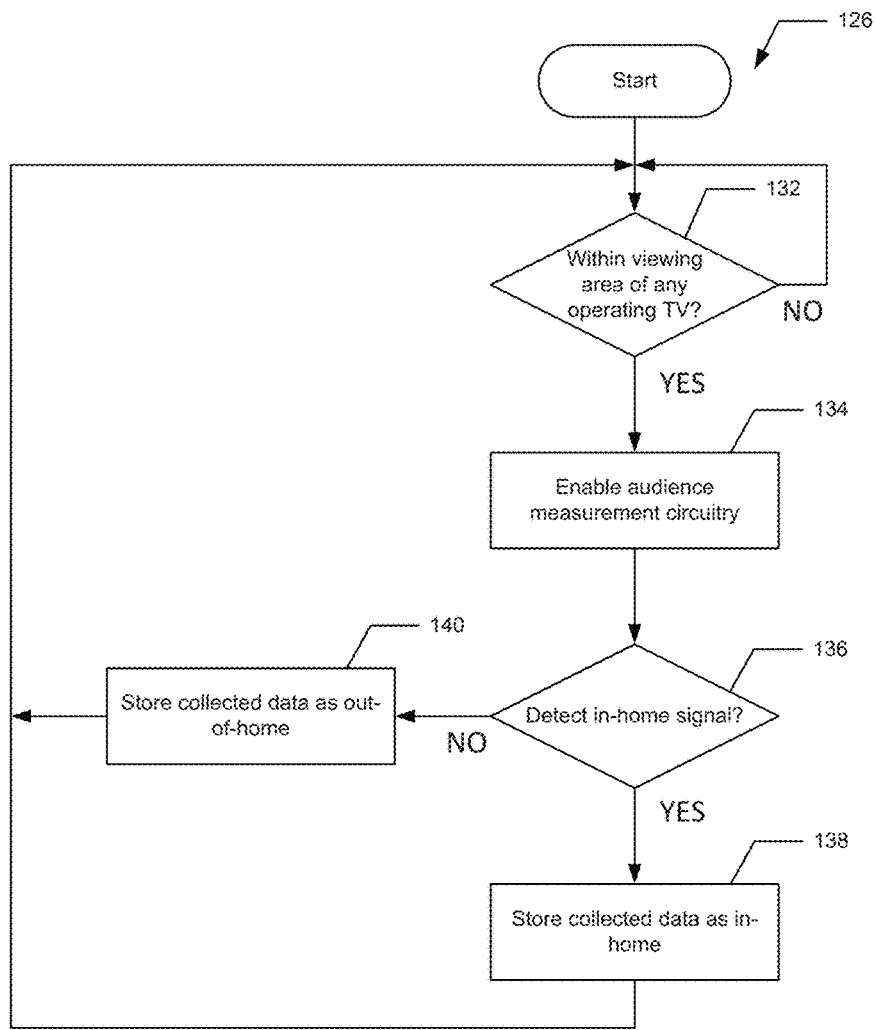 126
Start
132
Within viewing
area of any
operating TV?
NO
YES
134
Enable audience
measurement circuitry
140
136
Store collected data as out-
of-home
Detect in-home signal?
NO
YES
138
Store collected data as in-
home